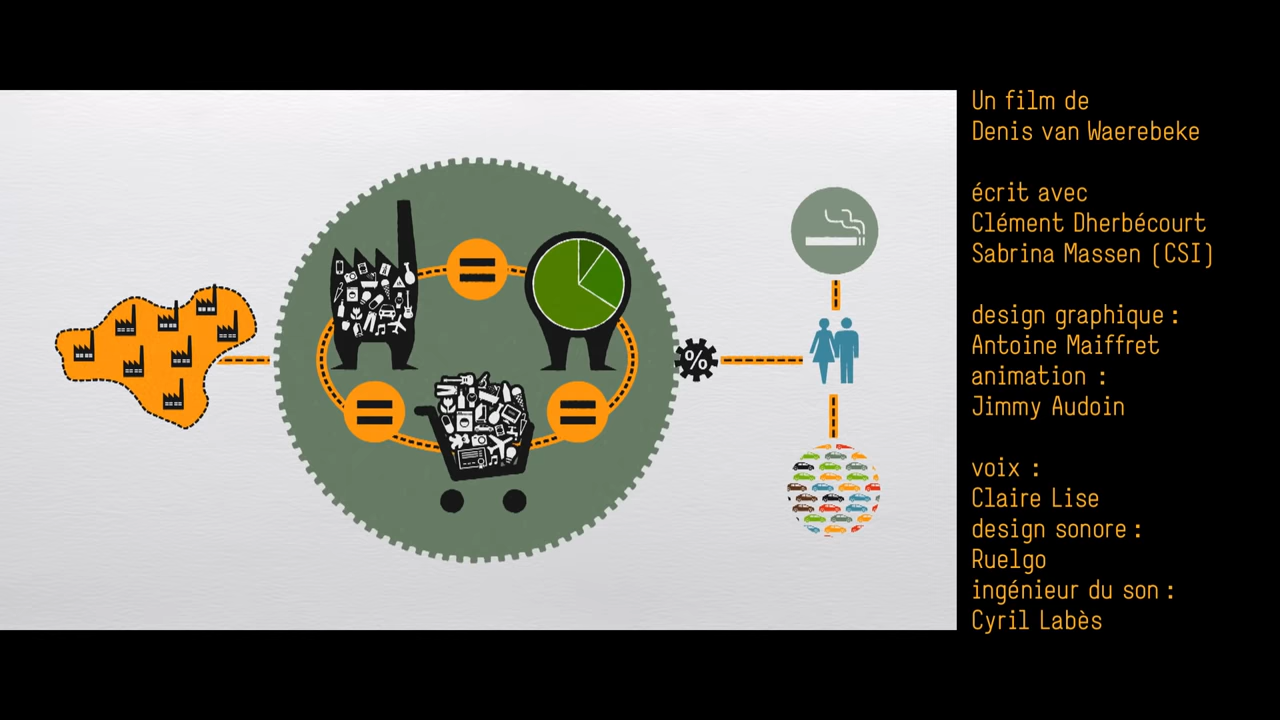 %
Un film de
Denis van Waerebeke
écrit avec
Clément Dherbécourt
Sabrina Massen (CSI)
design graphique :
Antoine Maiffret
animation :
Jimmy Audoin
voix :
Claire Lise
design sonore :
Ruelgo
ingénieur du son :
Cyril Labès